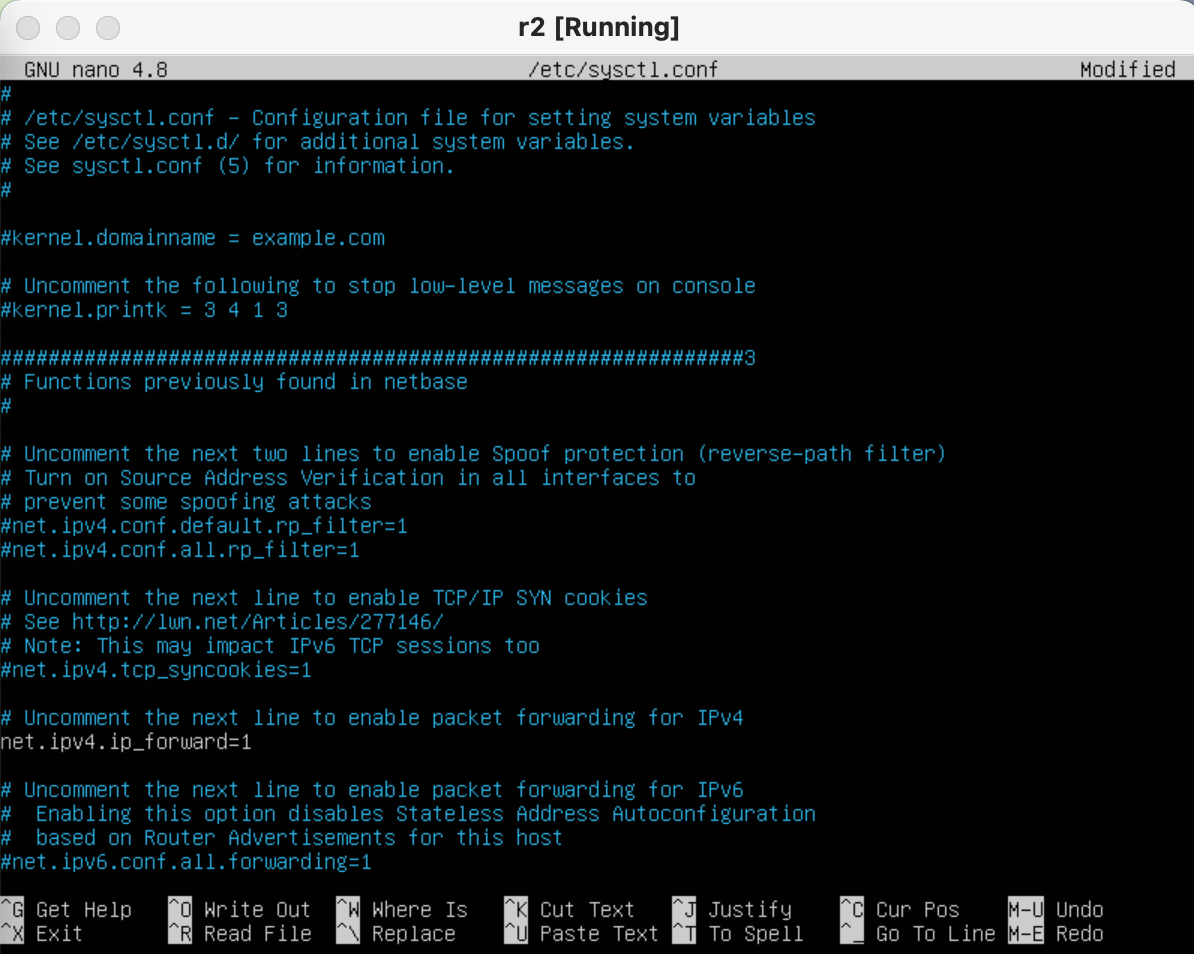 r2 [Running]
GNU nano 4.8 /etc/sysctl.conf Modified
#
# /etc/sysctl.conf - Configuration file for setting system variables
# See /etc/sysctl.d/ for additional system variables.
# See sysctl.conf (5) for information.
#
#kernel.domainname = example.com
# Uncomment the following to stop low-level messages on console
#kernel.printk = 3 4 1 3
##############################################################3
# Functions previously found in netbase
#
# Uncomment the next two lines to enable Spoof protection (reverse-path filter)
# Turn on Source Address Verification in all interfaces to
# prevent some spoofing attacks
#net.ipv4.conf.default.rp_filter=1
#net.ipv4.conf.all.rp_filter=1
# Uncomment the next line to enable TCP/IP SYN cookies
# See http://lwn.net/Articles/277146/
# Note: This may impact IPv6 TCP sessions too
#net.ipv4.tcp_syncookies=1
# Uncomment the next line to enable packet forwarding for IPv4
net.ipv4.ip_forward=1
# Uncomment the next line to enable packet forwarding for IPv6
#  Enabling this option disables Stateless Address Autoconfiguration
#  based on Router Advertisements for this host
#net.ipv6.conf.all.forwarding=1
^G Get Help ^O Write Out ^W Where Is ^K Cut Text ^J Justify ^C Cur Pos M-U Undo
^X Exit ^R Read File ^\ Replace ^U Paste Text ^T To Spell ^_ Go To Line M-E Redo